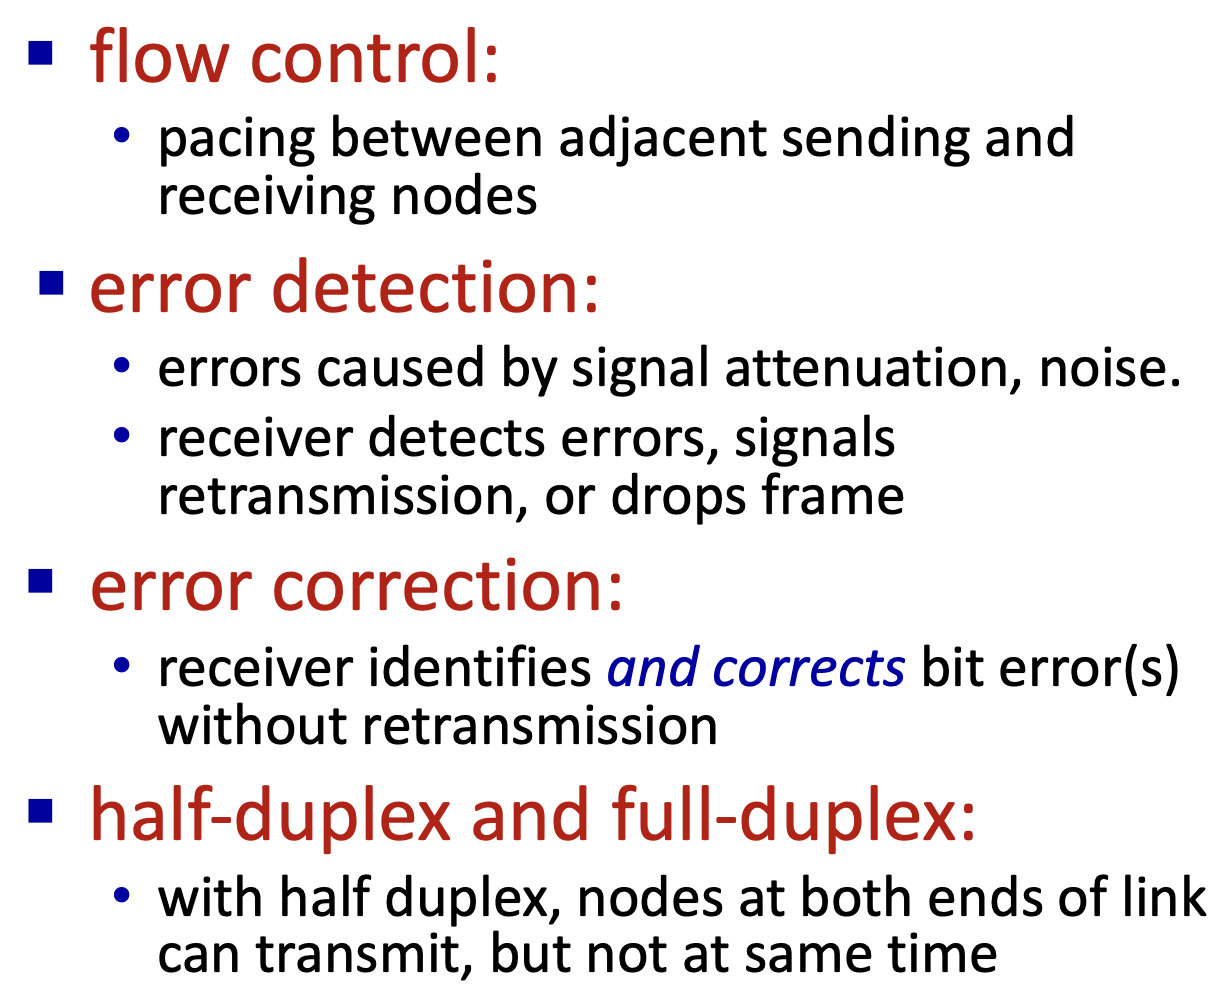 ▪ flow control:
• pacing between adjacent sending and
receiving nodes
▪ error detection:
• errors caused by signal attenuation, noise.
• receiver detects errors, signals
retransmission, or drops frame
▪ error correction:
• receiver identifies and corrects bit error(s)
without retransmission
▪ half-duplex and full-duplex:
• with half duplex, nodes at both ends of link
can transmit, but not at same time